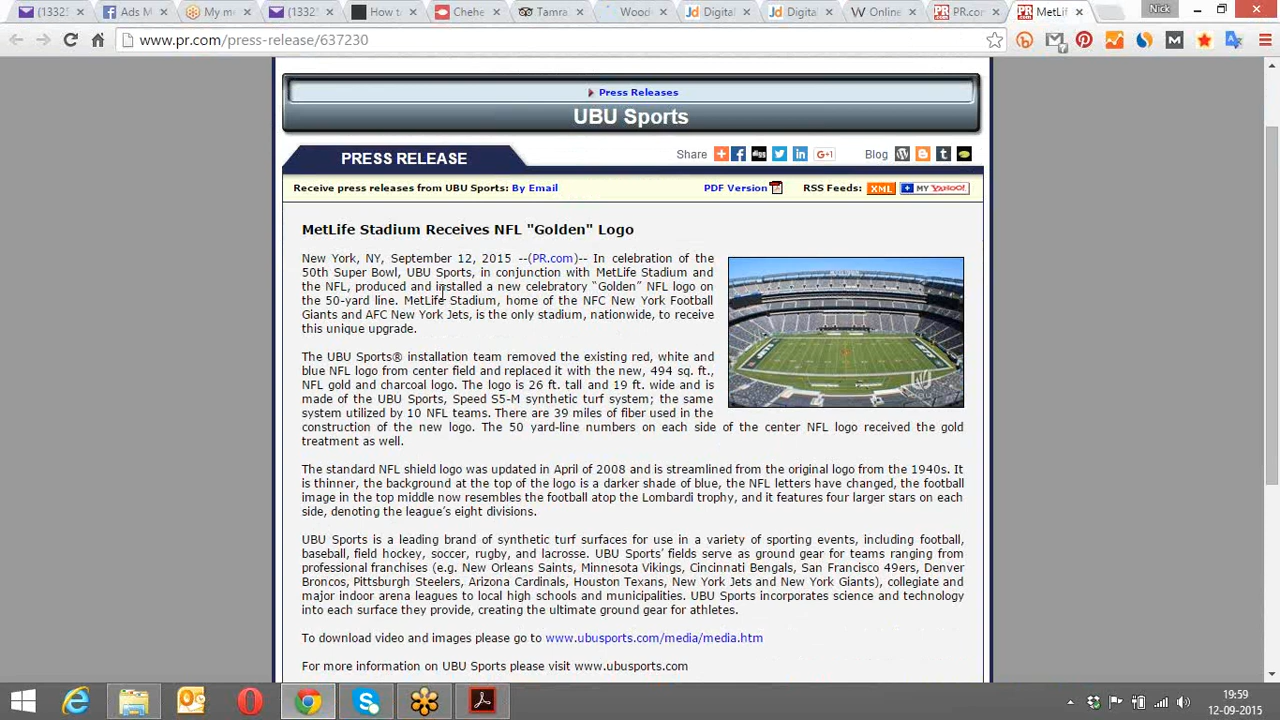 (1332
Ads M
My m
(1332
How t
Chehe
Tamra
Wood
Digital
Digita
Online
PR.co
MetLif
Nick
www.pr.com/press-release/637230
Press Releases
UBU Sports
PRESS RELEASE
Share
Blog
Receive press releases from UBU Sports: By Email
PDF Version
RSS Feeds: XML MY YAHOO!
MetLife Stadium Receives NFL "Golden" Logo
New York, NY, September 12, 2015 --(PR.com)-- In celebration of the
50th Super Bowl, UBU Sports, in conjunction with MetLife Stadium and
the NFL, produced and installed a new celebratory “Golden” NFL logo on
the 50-yard line. MetLife Stadium, home of the NFC New York Football
Giants and AFC New York Jets, is the only stadium, nationwide, to receive
this unique upgrade.
The UBU Sports® installation team removed the existing red, white and
blue NFL logo from center field and replaced it with the new, 494 sq. ft.,
NFL gold and charcoal logo. The logo is 26 ft. tall and 19 ft. wide and is
made of the UBU Sports, Speed S5-M synthetic turf system; the same
system utilized by 10 NFL teams. There are 39 miles of fiber used in the
construction of the new logo. The 50 yard-line numbers on each side of the center NFL logo received the gold
treatment as well.
The standard NFL shield logo was updated in April of 2008 and is streamlined from the original logo from the 1940s. It
is thinner, the background at the top of the logo is a darker shade of blue, the NFL letters have changed, the football
image in the top middle now resembles the football atop the Lombardi trophy, and it features four larger stars on each
side, denoting the league’s eight divisions.
UBU Sports is a leading brand of synthetic turf surfaces for use in a variety of sporting events, including football,
baseball, field hockey, soccer, rugby, and lacrosse. UBU Sports’ fields serve as ground gear for teams ranging from
professional franchises (e.g. New Orleans Saints, Minnesota Vikings, Cincinnati Bengals, San Francisco 49ers, Denver
Broncos, Pittsburgh Steelers, Arizona Cardinals, Houston Texans, New York Jets and New York Giants), collegiate and
major indoor arena leagues to local high schools and municipalities. UBU Sports incorporates science and technology
into each surface they provide, creating the ultimate ground gear for athletes.
To download video and images please go to www.ubusports.com/media/media.htm
For more information on UBU Sports please visit www.ubusports.com
19:59
12-09-2015